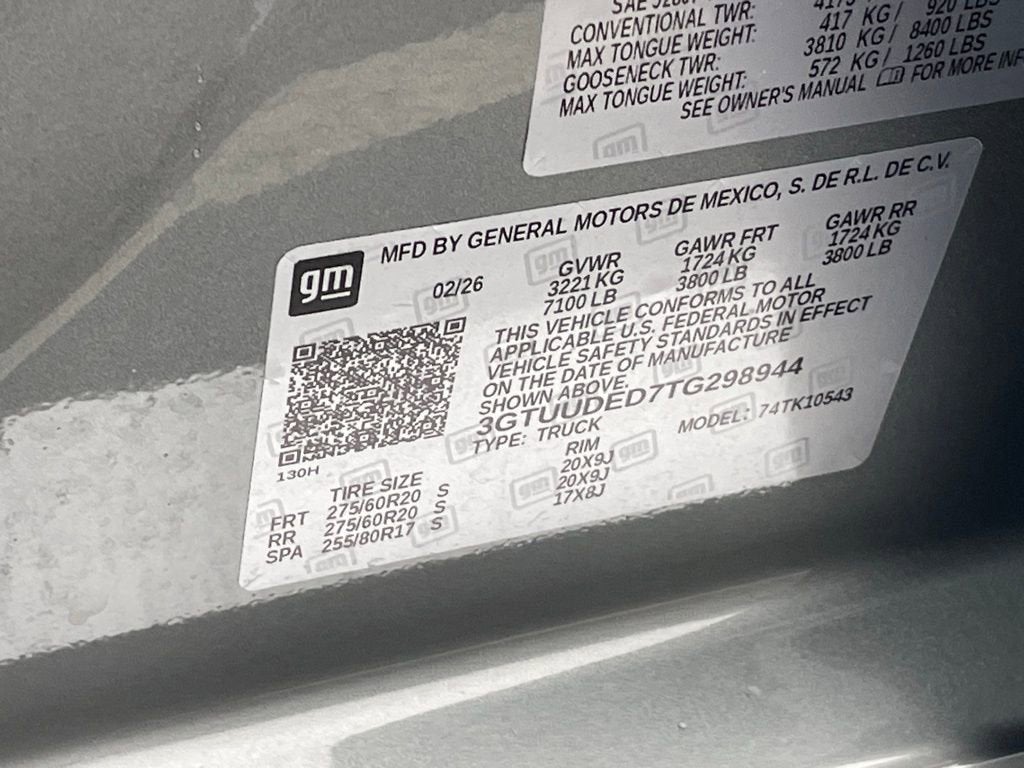 CONVENTIONAL TWR:
MAX TONGUE WEIGHT: 417 KG/ 920 LBS
GOOSENECK TWR: 3810 KG/ 8400 LBS
MAX TONGUE WEIGHT: 572 KG/ 1260 LBS
SEE OWNER'S MANUAL FOR MORE INF
gm
MFD BY GENERAL MOTORS DE MEXICO, S. DE R.L. DE C.V.
02/26 GVWR GAWR FRT GAWR RR
3221 KG 1724 KG 1724 KG
7100 LB 3800 LB 3800 LB
THIS VEHICLE CONFORMS TO ALL
APPLICABLE U.S. FEDERAL MOTOR
VEHICLE SAFETY STANDARDS IN EFFECT
ON THE DATE OF MANUFACTURE
SHOWN ABOVE.
3GTUUDED7TG298944
TYPE: TRUCK MODEL: 74TK10543
130H
TIRE SIZE RIM
FRT 275/60R20 S 20X9J
RR 275/60R20 S 20X9J
SPA 255/80R17 S 17X8J